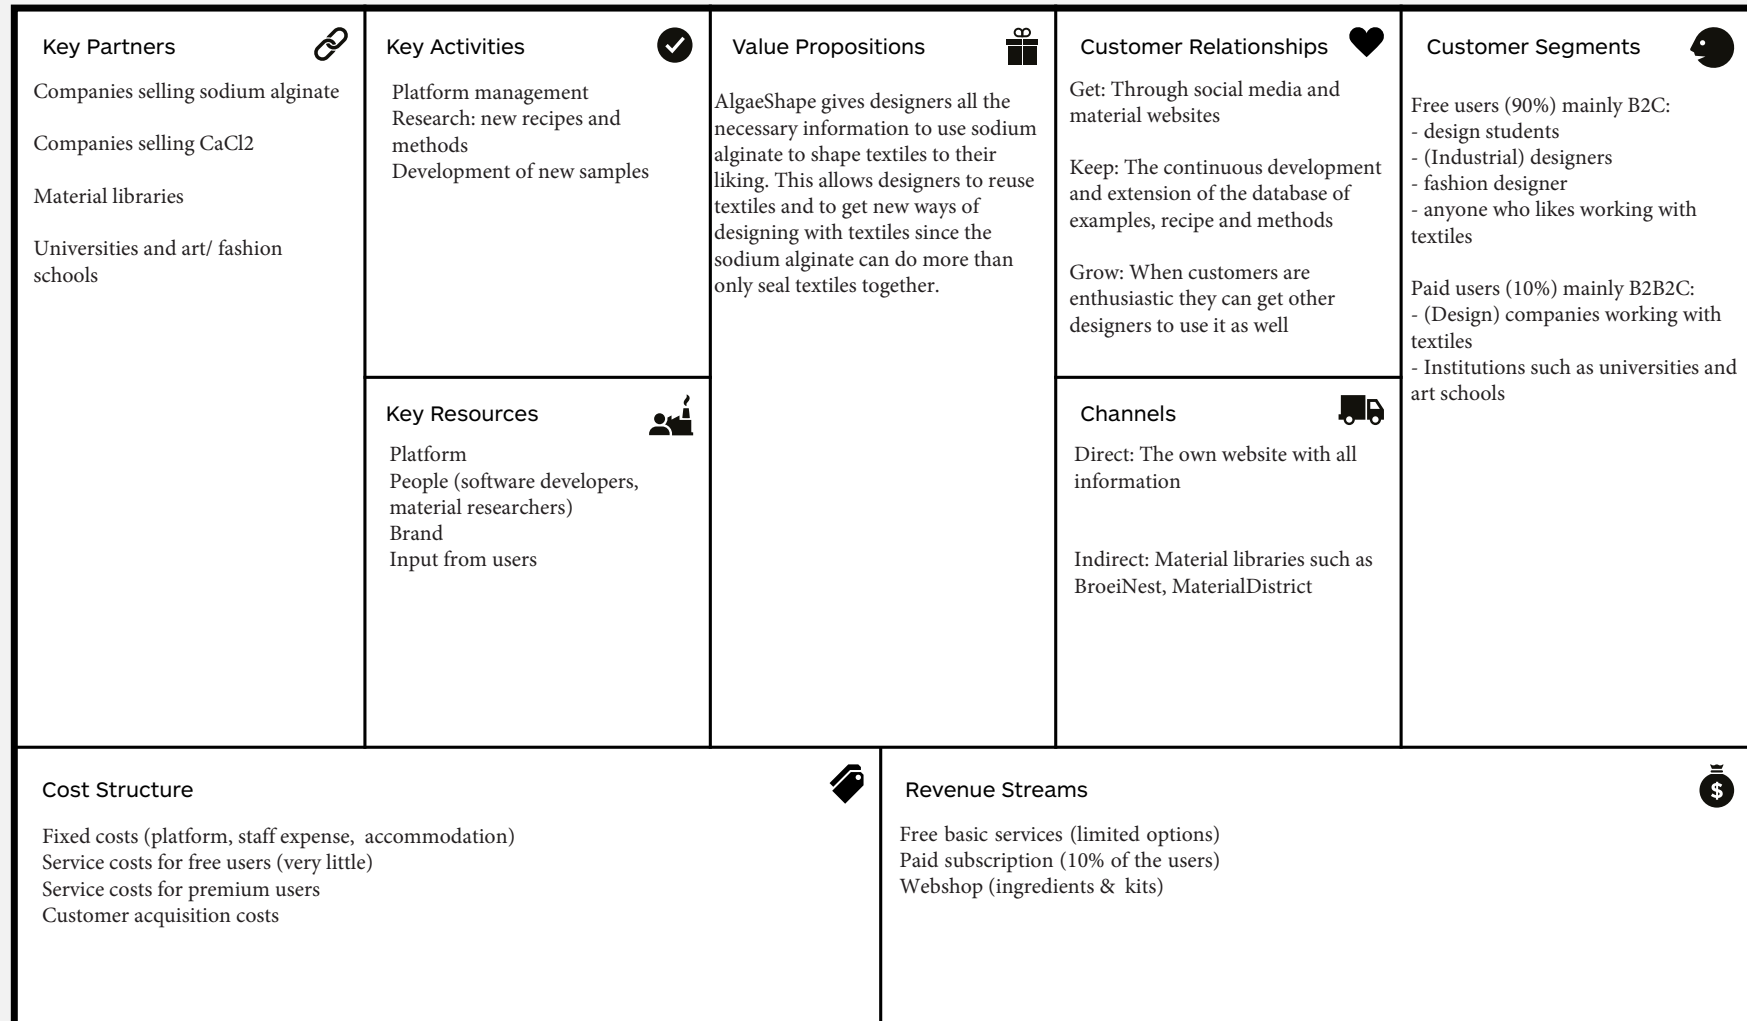 Key Partners
Companies selling sodium alginate
Companies selling CaCl2
Material libraries
Universities and art/ fashion
schools
Key Activities
Platform management
Research: new recipes and
methods
Development of new samples
Key Resources
Platform
People (software developers,
material researchers)
Brand
Input from users
Value Propositions
AlgaeShape gives designers all the
necessary information to use sodium
alginate to shape textiles to their
liking. This allows designers to reuse
textiles and to get new ways of
designing with textiles since the
sodium alginate can do more than
only seal textiles together.
Customer Relationships
Get: Through social media and
material websites
Keep: The continuous development
and extension of the database of
examples, recipe and methods
Grow: When customers are
enthusiastic they can get other
designers to use it as well
Channels
Direct: The own website with all
information
Indirect: Material libraries such as
BroeiNest, MaterialDistrict
Customer Segments
Free users (90%) mainly B2C:
- design students
- (Industrial) designers
- fashion designer
- anyone who likes working with
textiles
Paid users (10%) mainly B2B2C:
- (Design) companies working with
textiles
- Institutions such as universities and
art schools
Cost Structure
Fixed costs (platform, staff expense, accommodation)
Service costs for free users (very little)
Service costs for premium users
Customer acquisition costs
Revenue Streams
$
Free basic services (limited options)
Paid subscription (10% of the users)
Webshop (ingredients & kits)